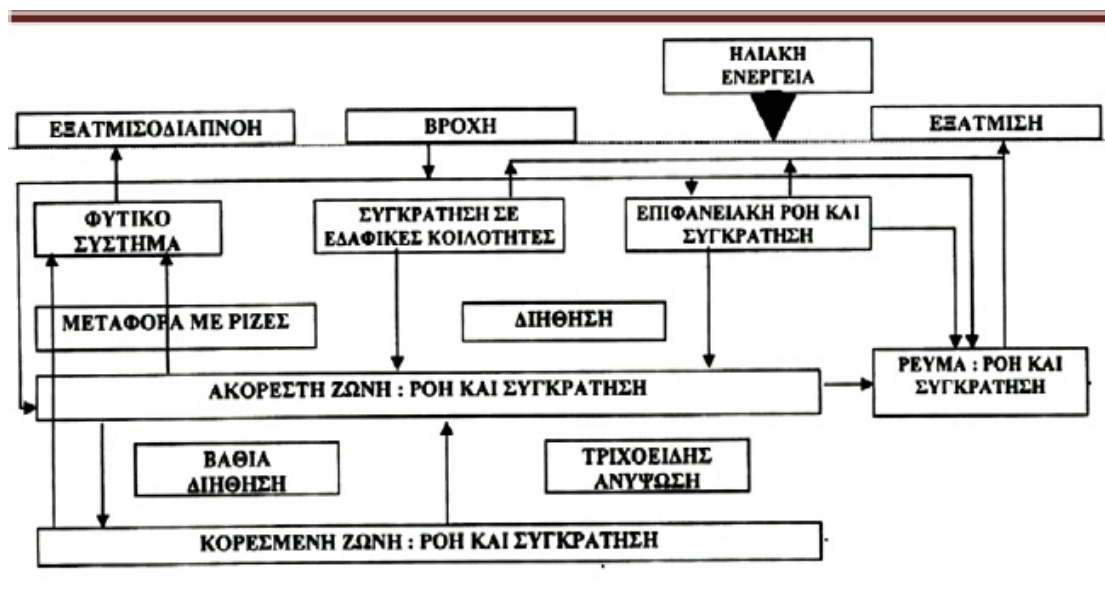 ΗΛΙΑΚΗ
ΕΝΕΡΓΕΙΑ
ΕΞΑΤΜΙΣΟΔΙΑΠΝΟΗ
ΒΡΟΧΗ
ΕΞΑΤΜΙΣΗ
ΦΥΤΙΚΟ
ΣΥΣΤΗΜΑ
ΣΥΓΚΡΑΤΗΣΗ ΣΕ
ΕΔΑΦΙΚΕΣ ΚΟΙΛΟΤΗΤΕΣ
ΕΠΙΦΑΝΕΙΑΚΗ ΡΟΗ ΚΑΙ
ΣΥΓΚΡΑΤΗΣΗ
ΜΕΤΑΦΟΡΑ ΜΕ ΡΙΖΕΣ
ΔΙΗΘΗΣΗ
ΡΕΥΜΑ : ΡΟΗ ΚΑΙ
ΣΥΓΚΡΑΤΗΣΗ
ΑΚΟΡΕΣΤΗ ΖΩΝΗ : ΡΟΗ ΚΑΙ ΣΥΓΚΡΑΤΗΣΗ
ΒΑΘΙΑ
ΔΙΗΘΗΣΗ
ΤΡΙΧΟΕΙΔΗΣ
ΑΝΥΨΩΣΗ
ΚΟΡΕΣΜΕΝΗ ΖΩΝΗ : ΡΟΗ ΚΑΙ ΣΥΓΚΡΑΤΗΣΗ